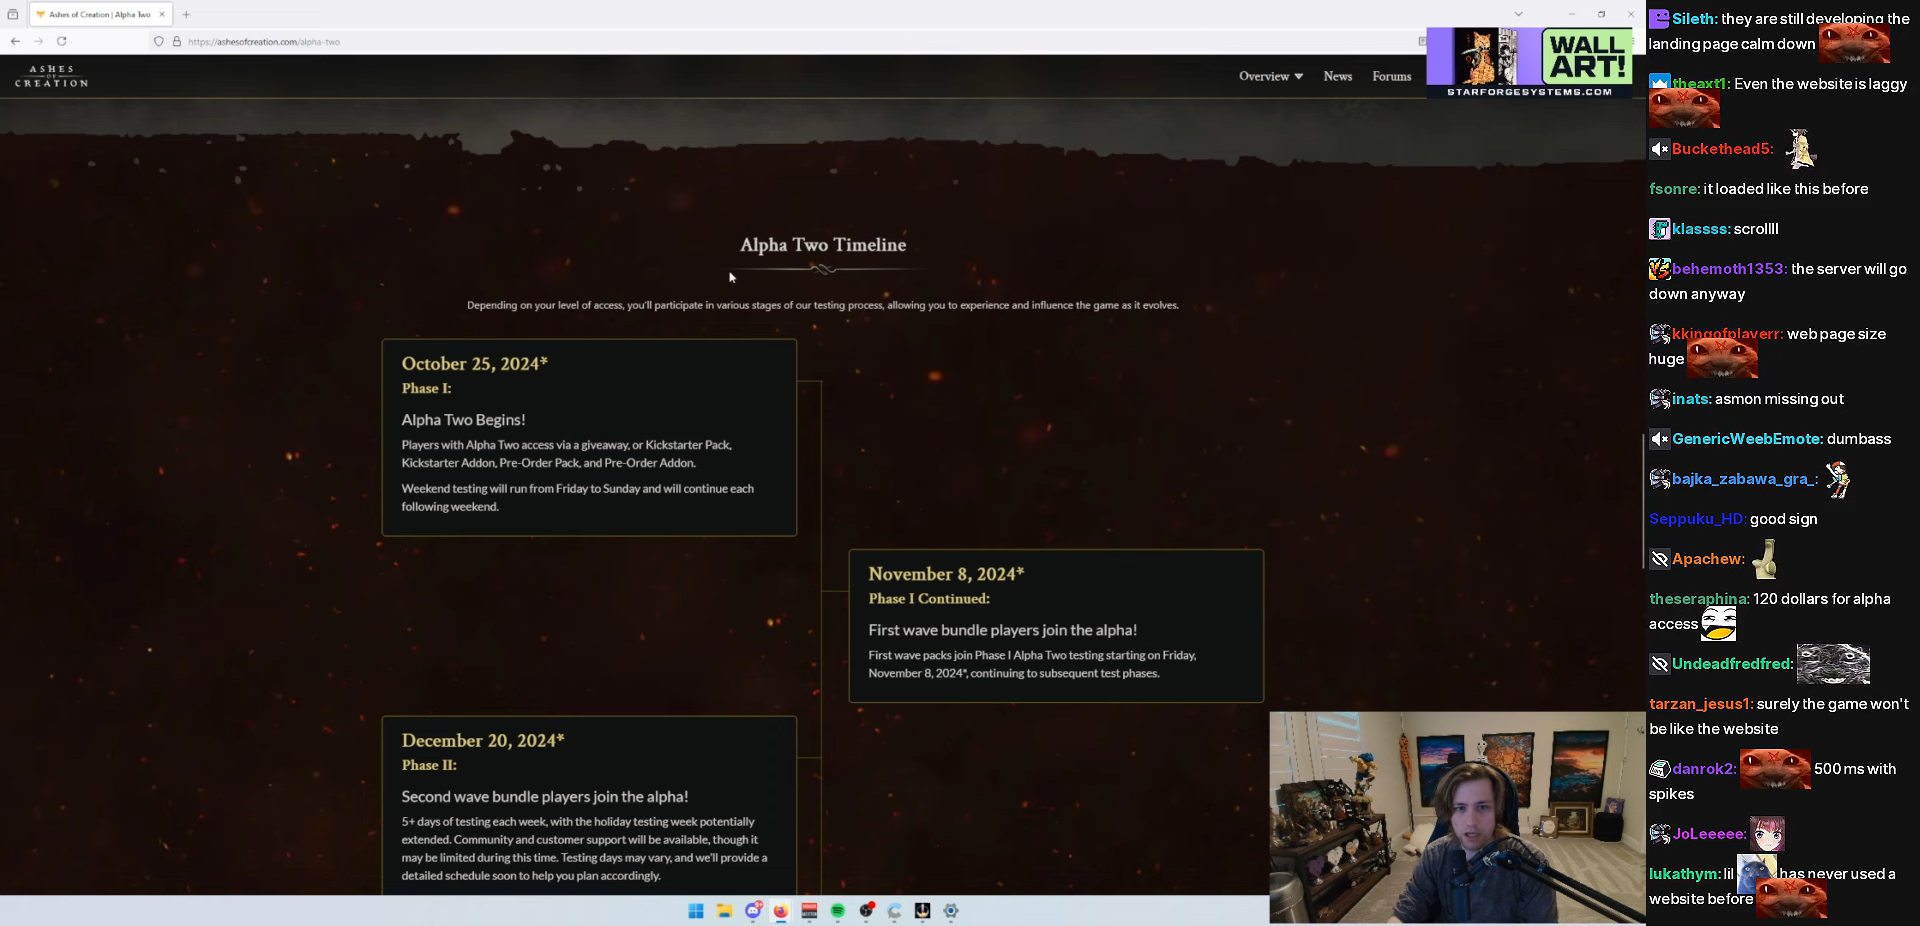 Ashes of Creation | Alpha Two
https://ashesofcreation.com/alpha-two
ASHES
OF
CREATION
Overview
News
Forums
WALL
ART!
STARFORGESYSTEMS.COM
Alpha Two Timeline
Depending on your level of access, you'll participate in various stages of our testing process, allowing you to experience and influence the game as it evolves.
October 25, 2024*
Phase I:
Alpha Two Begins!
Players with Alpha Two access via a giveaway, or Kickstarter Pack,
Kickstarter Addon, Pre-Order Pack, and Pre-Order Addon.
Weekend testing will run from Friday to Sunday and will continue each
following weekend.
November 8, 2024*
Phase I Continued:
First wave bundle players join the alpha!
First wave packs join Phase I Alpha Two testing starting on Friday,
November 8, 2024*, continuing to subsequent test phases.
December 20, 2024*
Phase II:
Second wave bundle players join the alpha!
5+ days of testing each week, with the holiday testing week potentially
extended. Community and customer support will be available, though it
may be limited during this time. Testing days may vary, and we'll provide a
detailed schedule soon to help you plan accordingly.
Sileth: they are still developing the
landing page calm down
theaxt1: Even the website is laggy
Buckethead5:
fsonre: it loaded like this before
klassss: scrollll
behemoth1353: the server will go
down anyway
kkingofplaverr: web page size
huge
inats: asmon missing out
GenericWeebEmote: dumbass
bajka_zabawa_gra_:
Seppuku_HD: good sign
Apachew:
theseraphina: 120 dollars for alpha
access
Undeadfredfred:
tarzan_jesus1: surely the game won't
be like the website
danrok2: 500 ms with
spikes
JoLeeeee:
lukathym: lil has never used a
website before